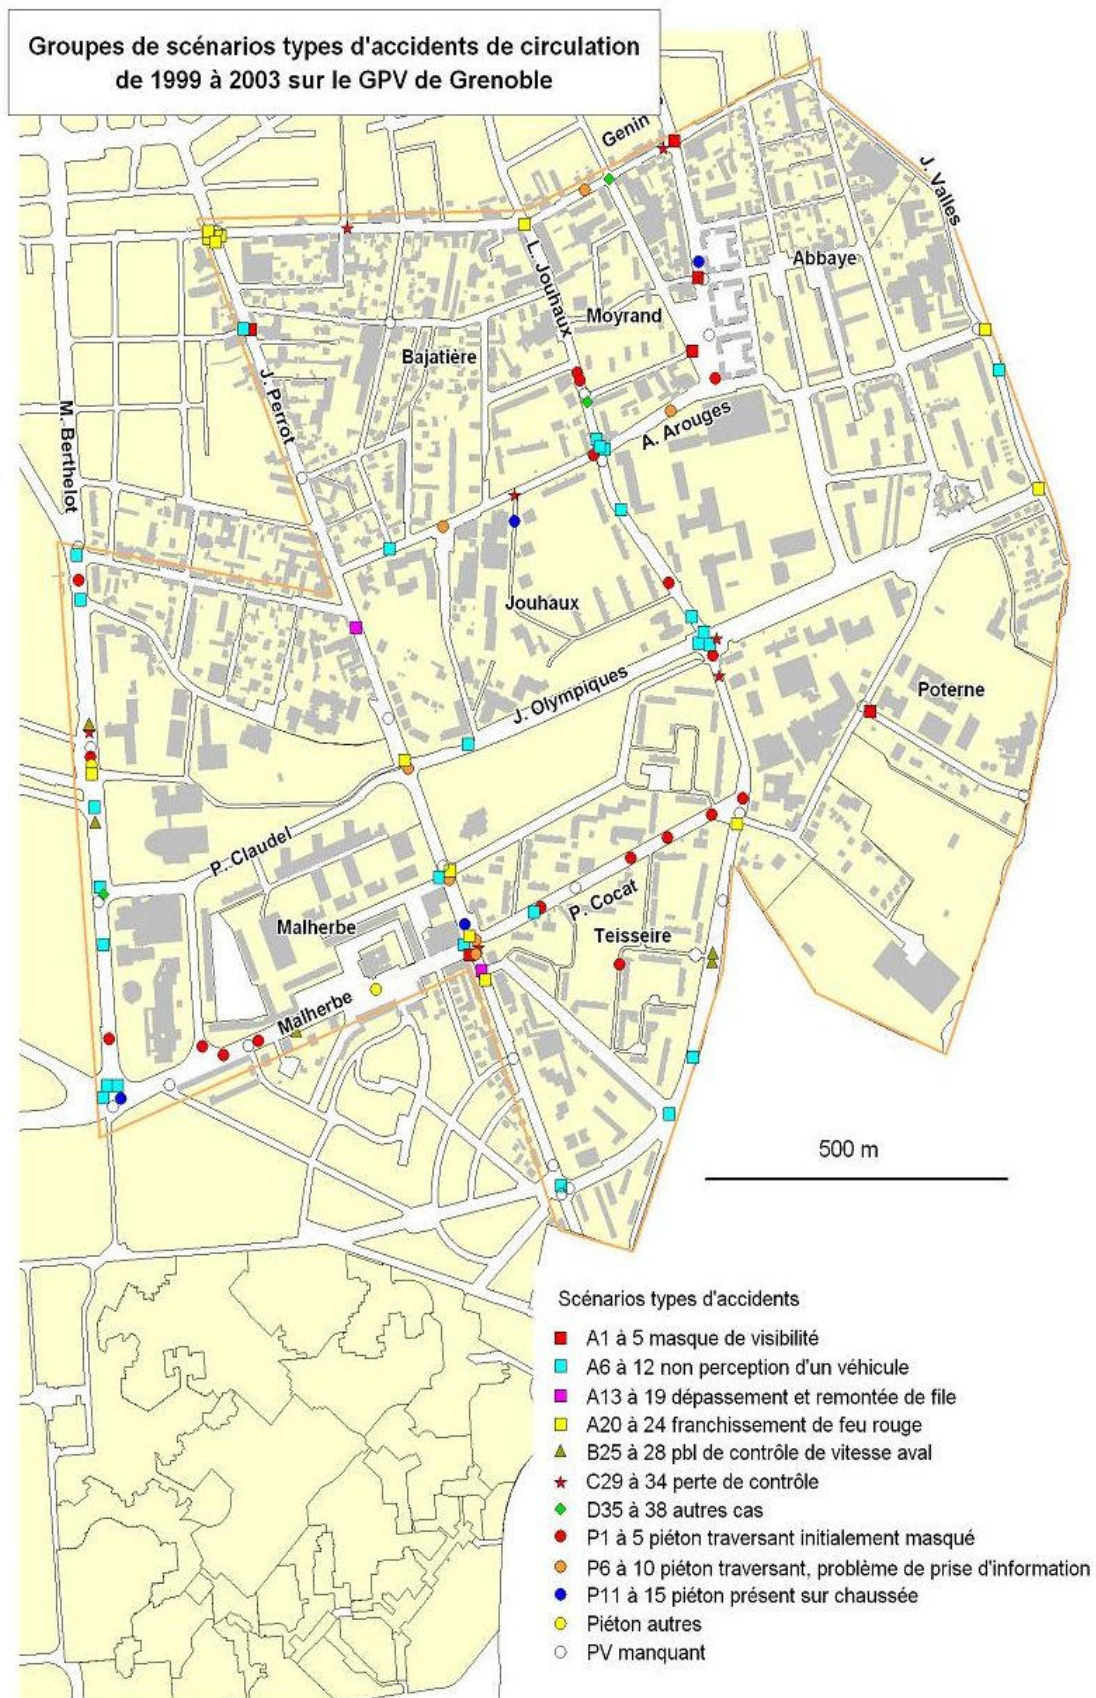 Groupes de scénarios types d'accidents de circulation
de 1999 à 2003 sur le GPV de Grenoble
Genin
J. Valles
Abbaye
L. Jouhaux
Moyrand
Bajatière
J. Perrot
M. Berthelot
A. Arouges
Jouhaux
J. Olympiques
Poterne
P. Claudel
P. Cocat
Malherbe
Teisseire
Malherbe
500 m
Scénarios types d'accidents
A1 à 5 masque de visibilité
A6 à 12 non perception d'un véhicule
A13 à 19 dépassement et remontée de file
A20 à 24 franchissement de feu rouge
B25 à 28 pbl de contrôle de vitesse aval
C29 à 34 perte de contrôle
D35 à 38 autres cas
P1 à 5 piéton traversant initialement masqué
P6 à 10 piéton traversant, problème de prise d'information
P11 à 15 piéton présent sur chaussée
Piéton autres
PV manquant